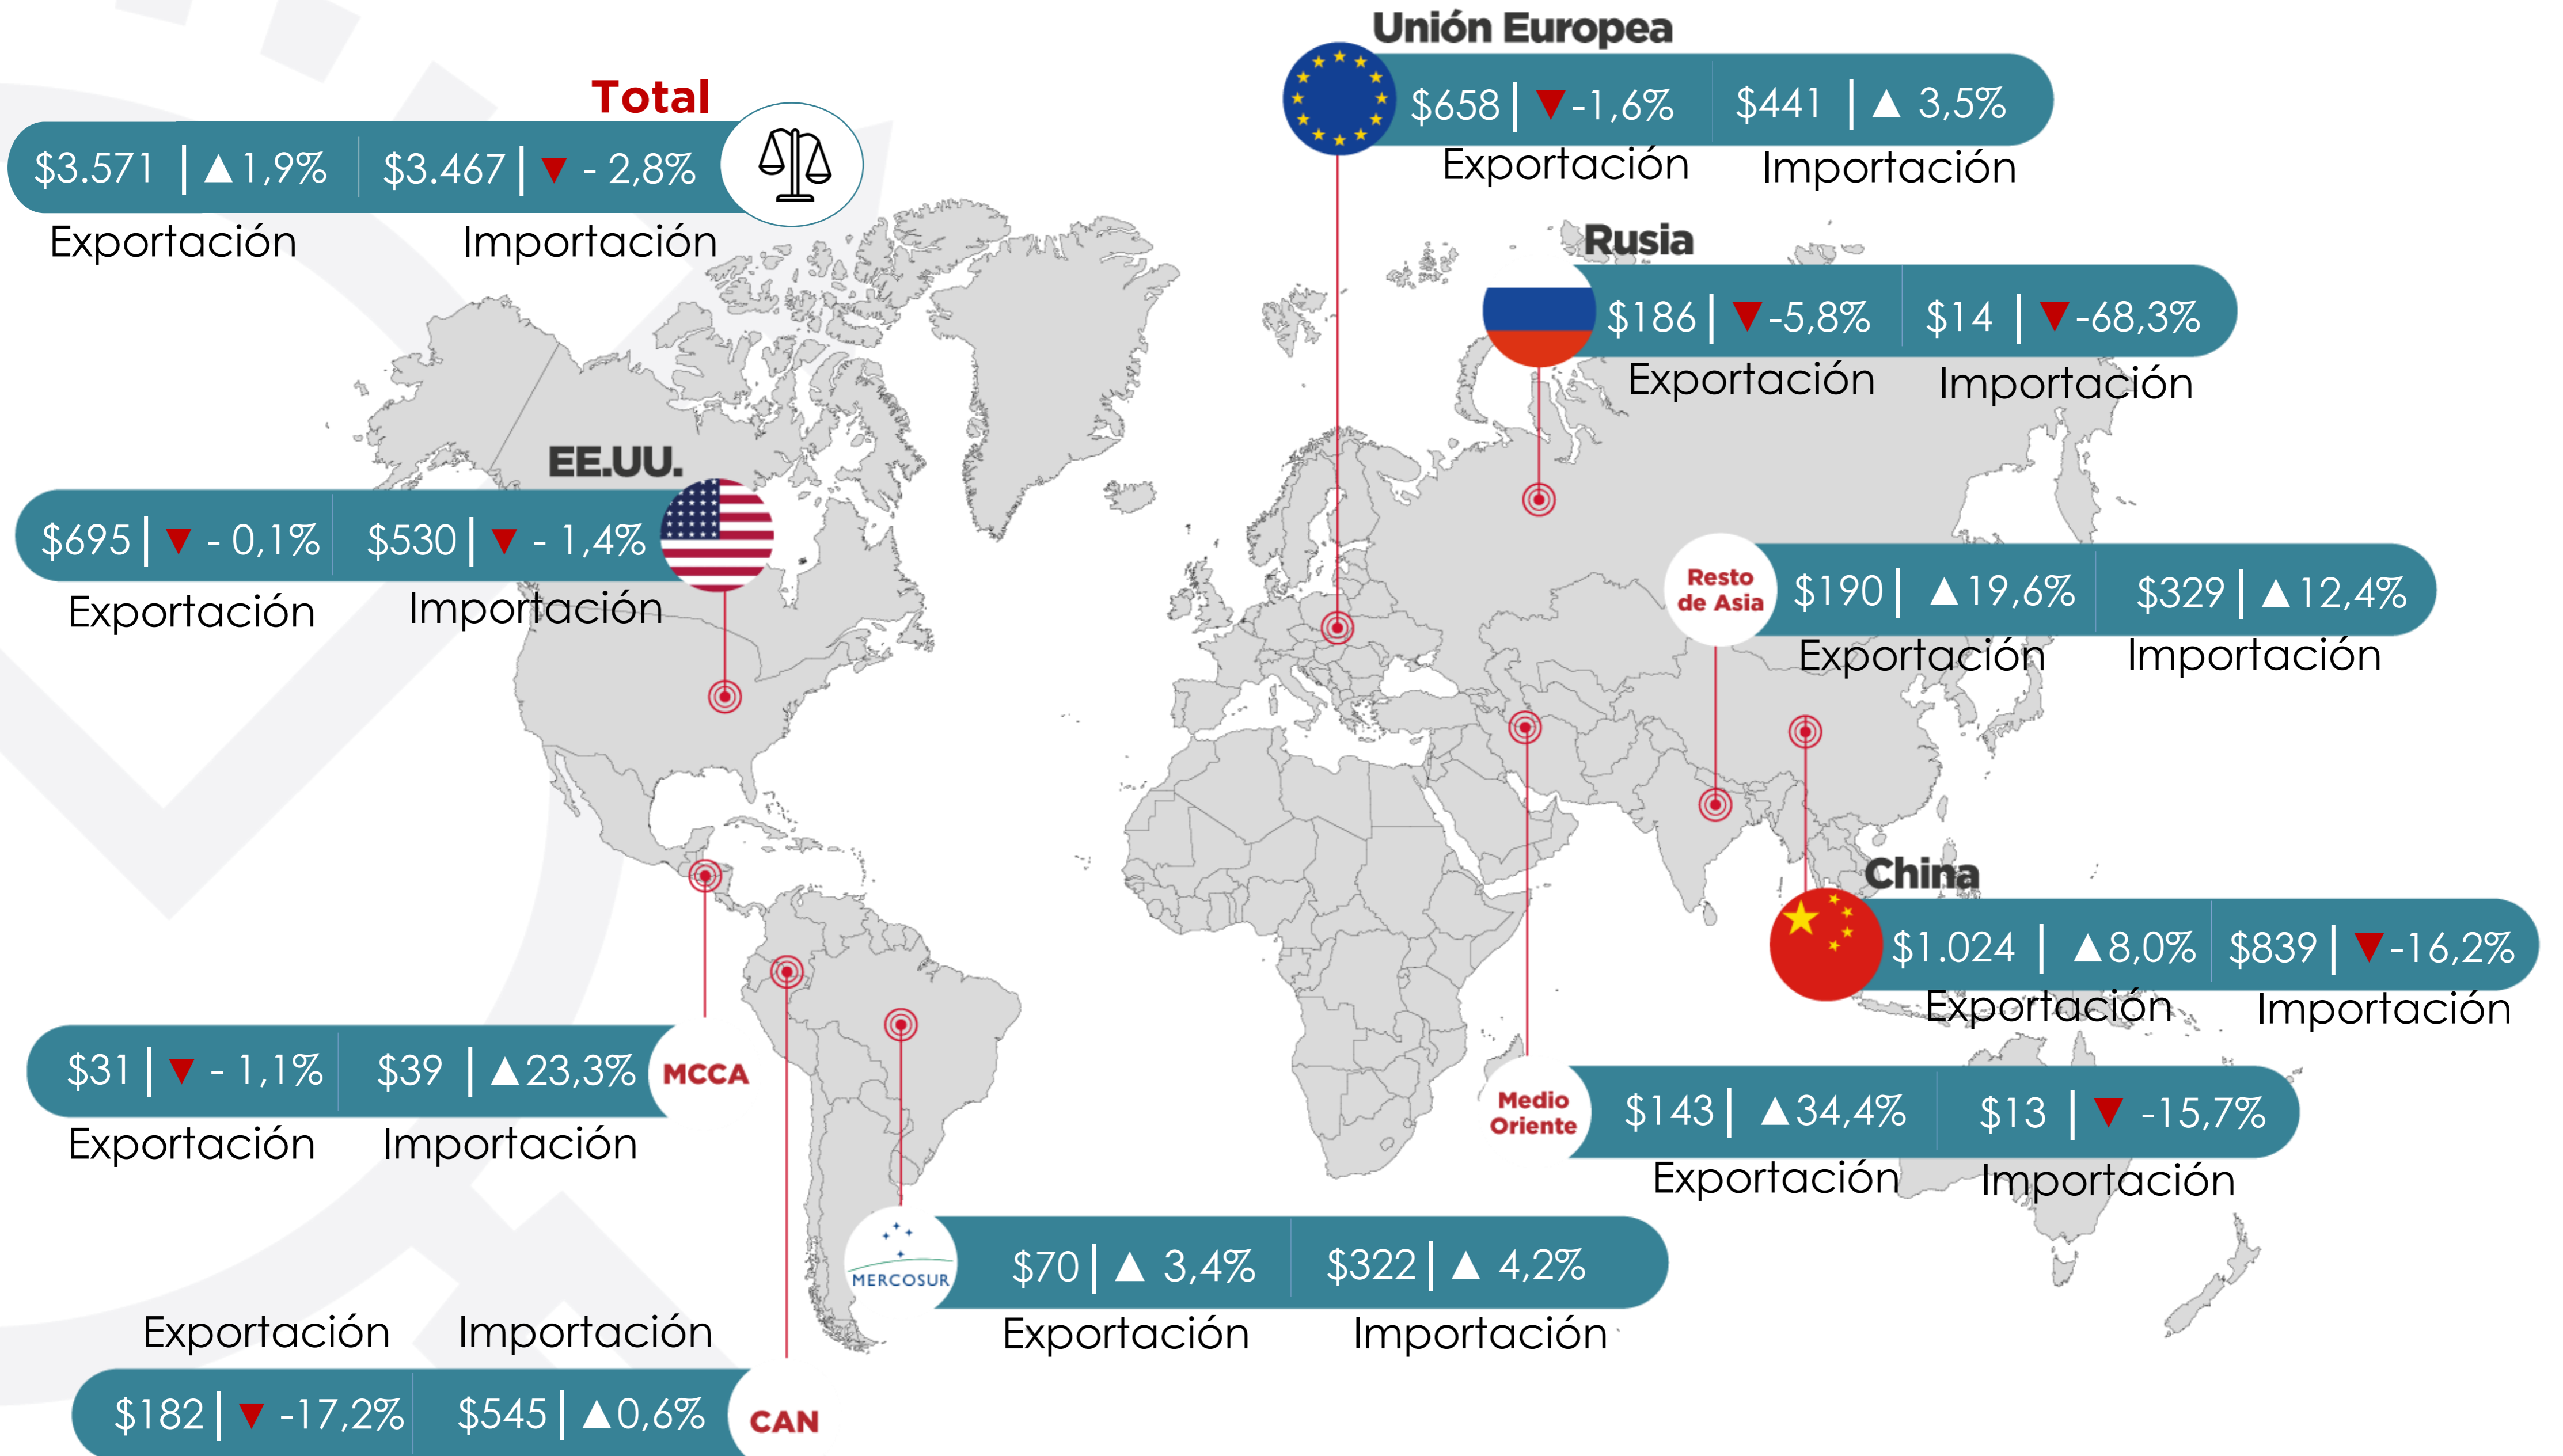 Total
$3.571 | ▲1,9% $3.467 | ▼ - 2,8%
Exportación Importación
Unión Europea
$658 | ▼-1,6% $441 | ▲ 3,5%
Exportación Importación
Rusia
$186 | ▼-5,8% $14 | ▼-68,3%
Exportación Importación
EE.UU.
$695 | ▼ - 0,1% $530 | ▼ - 1,4%
Exportación Importación
Resto
de Asia
$190 | ▲19,6% $329 | ▲12,4%
Exportación Importación
China
$1.024 | ▲8,0% $839 | ▼-16,2%
Exportación Importación
$31 | ▼ - 1,1% $39 | ▲23,3% MCCA
Exportación Importación
Medio
Oriente
$143 | ▲34,4% $13 | ▼ -15,7%
Exportación Importación
MERCOSUR
$70 | ▲ 3,4% $322 | ▲ 4,2%
Exportación Importación
Exportación Importación
$182 | ▼ -17,2% $545 | ▲0,6% CAN